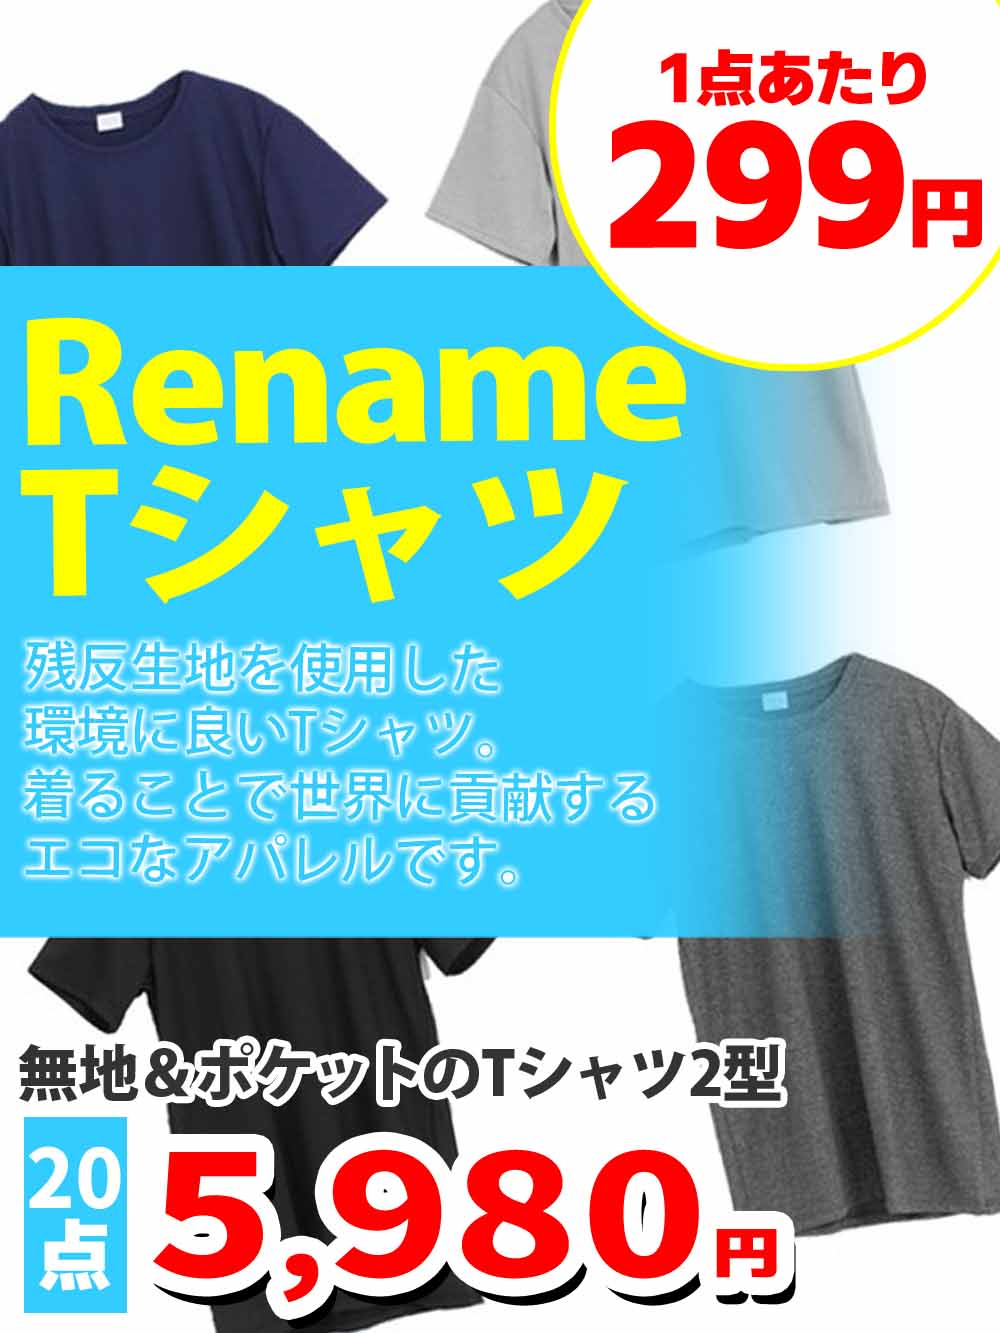 1点あたり
299円
Rename
Tシャツ
残反生地を使用した
環境に良いTシャツ。
着ることで世界に貢献する
エコなアパレルです。
無地&ポケットのTシャツ2型
20点
5,980円